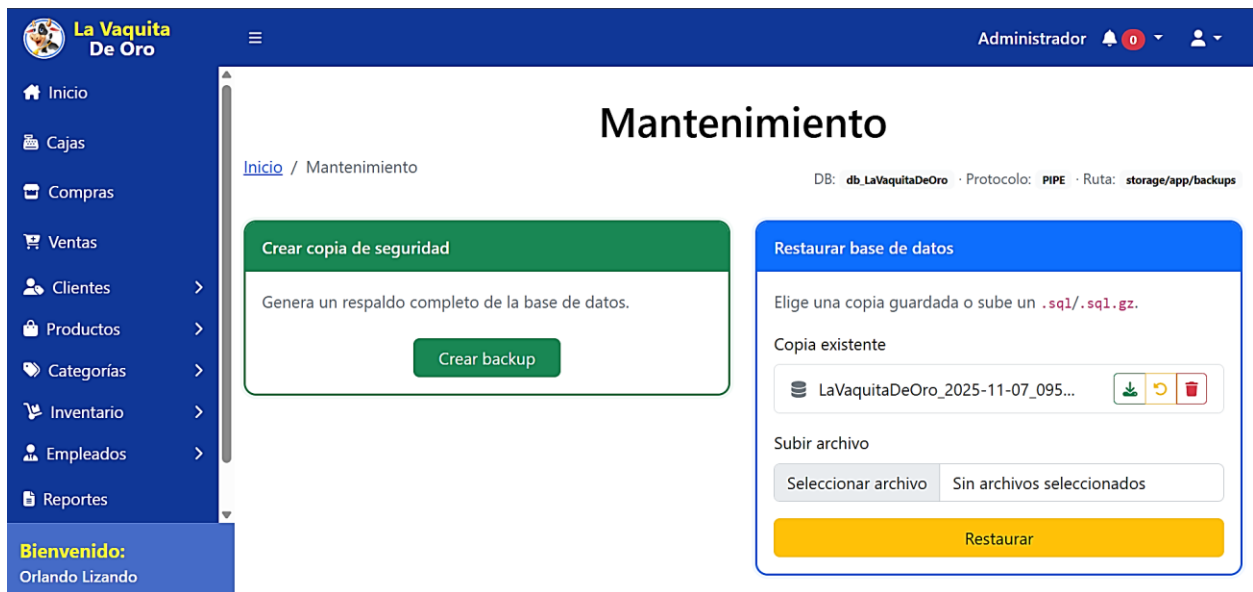 La Vaquita
De Oro
Administrador 0
Inicio
Cajas
Compras
Ventas
Clientes
Productos
Categorías
Inventario
Empleados
Reportes
Bienvenido:
Orlando Lizando
Mantenimiento
Inicio / Mantenimiento
DB: db_LaVaquitaDeOro · Protocolo: PIPE · Ruta: storage/app/backups
Crear copia de seguridad
Genera un respaldo completo de la base de datos.
Crear backup
Restaurar base de datos
Elige una copia guardada o sube un .sql/.sql.gz.
Copia existente
LaVaquitaDeOro_2025-11-07_095...
Subir archivo
Seleccionar archivo Sin archivos seleccionados
Restaurar